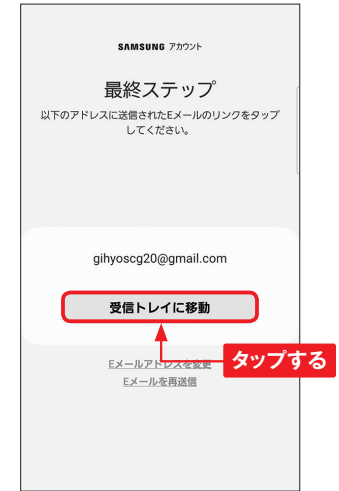 SAMSUNG アカウント
最終ステップ
以下のアドレスに送信されたEメールのリンクをタップ
してください。
gihyoscg20@gmail.com
受信トレイに移動
タップする
Eメールアドレスを変更
Eメールを再送信